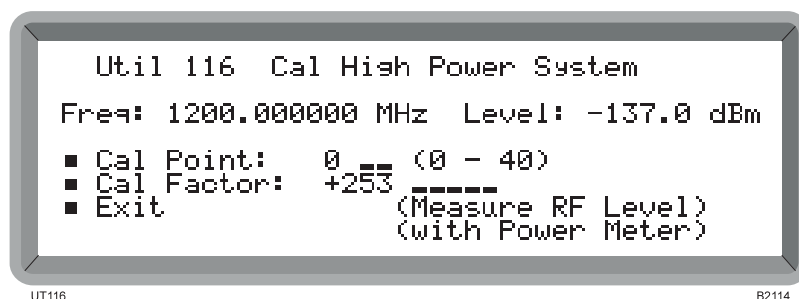 Util 116 Cal High Power System
Freq: 1200.000000 MHz Level: -137.0 dBm
■ Cal Point: 0 __ (0 - 40)
■ Cal Factor: +253 _____
■ Exit (Measure RF Level)
(with Power Meter)
UT116 B2114